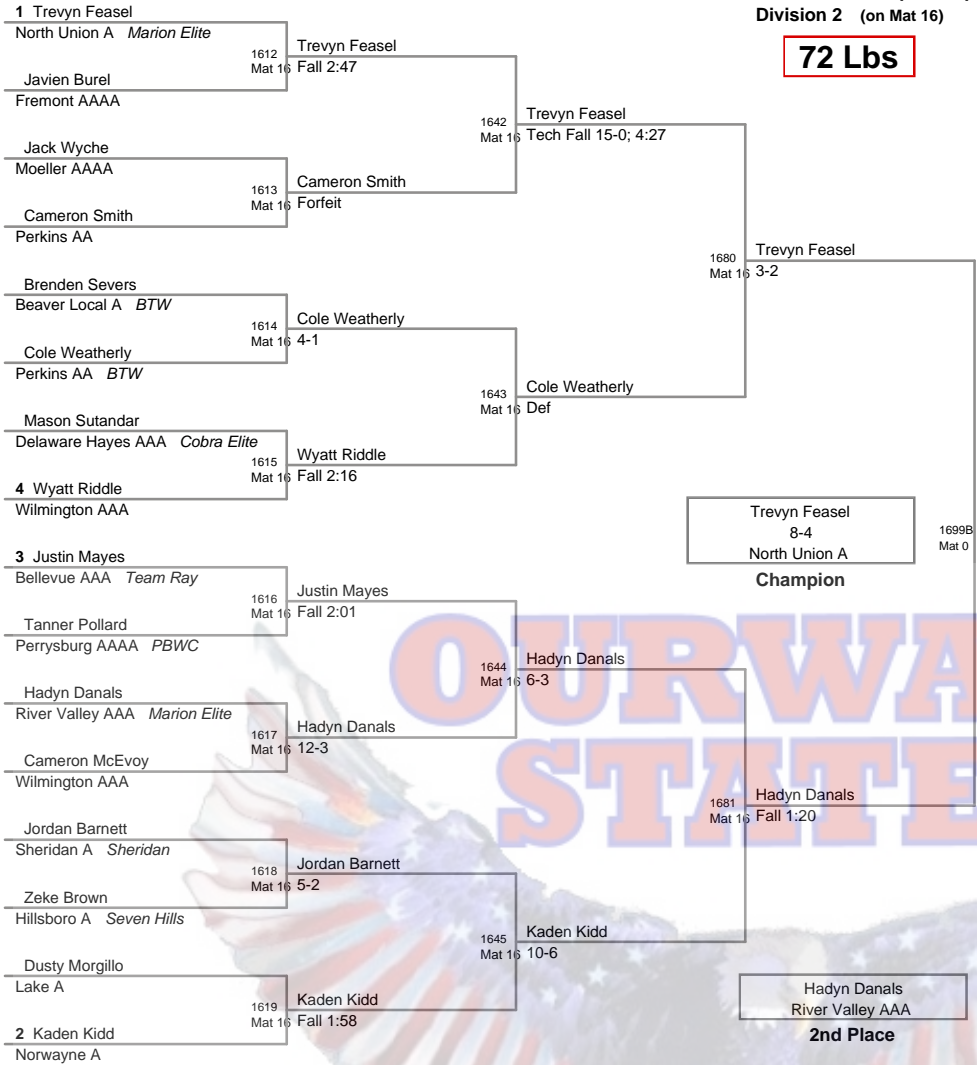 Division 2 (on Mat 16)
72 Lbs
1 Trevyn Feasel
North Union A Marion Elite
1612
Mat 16
Trevyn Feasel
Fall 2:47
Javien Burel
Fremont AAAA
1642
Mat 16
Trevyn Feasel
Tech Fall 15-0; 4:27
Jack Wyche
Moeller AAAA
1613
Mat 16
Cameron Smith
Forfeit
Cameron Smith
Perkins AA
1680
Mat 16
Trevyn Feasel
3-2
Brenden Severs
Beaver Local A BTW
1614
Mat 16
Cole Weatherly
4-1
Cole Weatherly
Perkins AA BTW
1643
Mat 16
Cole Weatherly
Def
Mason Sutandar
Delaware Hayes AAA Cobra Elite
1615
Mat 16
Wyatt Riddle
Fall 2:16
4 Wyatt Riddle
Wilmington AAA
Trevyn Feasel
8-4
North Union A
Champion
1699B
Mat 0
3 Justin Mayes
Bellevue AAA Team Ray
1616
Mat 16
Justin Mayes
Fall 2:01
Tanner Pollard
Perrysburg AAAA PBWC
1644
Mat 16
Hadyn Danals
6-3
Hadyn Danals
River Valley AAA Marion Elite
1617
Mat 16
Hadyn Danals
12-3
Cameron McEvoy
Wilmington AAA
1681
Mat 16
Hadyn Danals
Fall 1:20
Jordan Barnett
Sheridan A Sheridan
1618
Mat 16
Jordan Barnett
5-2
Zeke Brown
Hillsboro A Seven Hills
1645
Mat 16
Kaden Kidd
10-6
Dusty Morgillo
Lake A
1619
Mat 16
Kaden Kidd
Fall 1:58
2 Kaden Kidd
Norwayne A
Hadyn Danals
River Valley AAA
2nd Place
OURWA
STATE